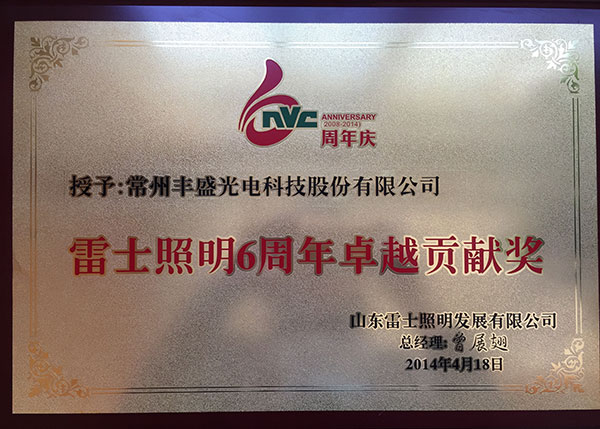 NVC
ANNIVERSARY
(2008-2014)
周年庆
授予:常州丰盛光电科技股份有限公司
雷士照明6周年卓越贡献奖
山东雷士照明发展有限公司
总经理:曾展翅
2014年4月18日